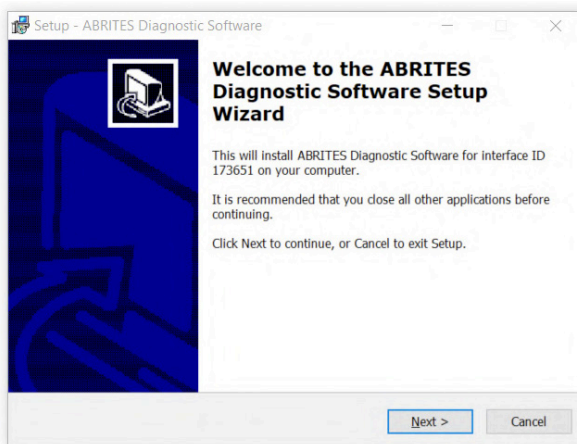 Setup - ABRITES Diagnostic Software
Welcome to the ABRITES
Diagnostic Software Setup
Wizard
This will install ABRITES Diagnostic Software for interface ID
173651 on your computer.
It is recommended that you close all other applications before
continuing.
Click Next to continue, or Cancel to exit Setup.
Next >
Cancel